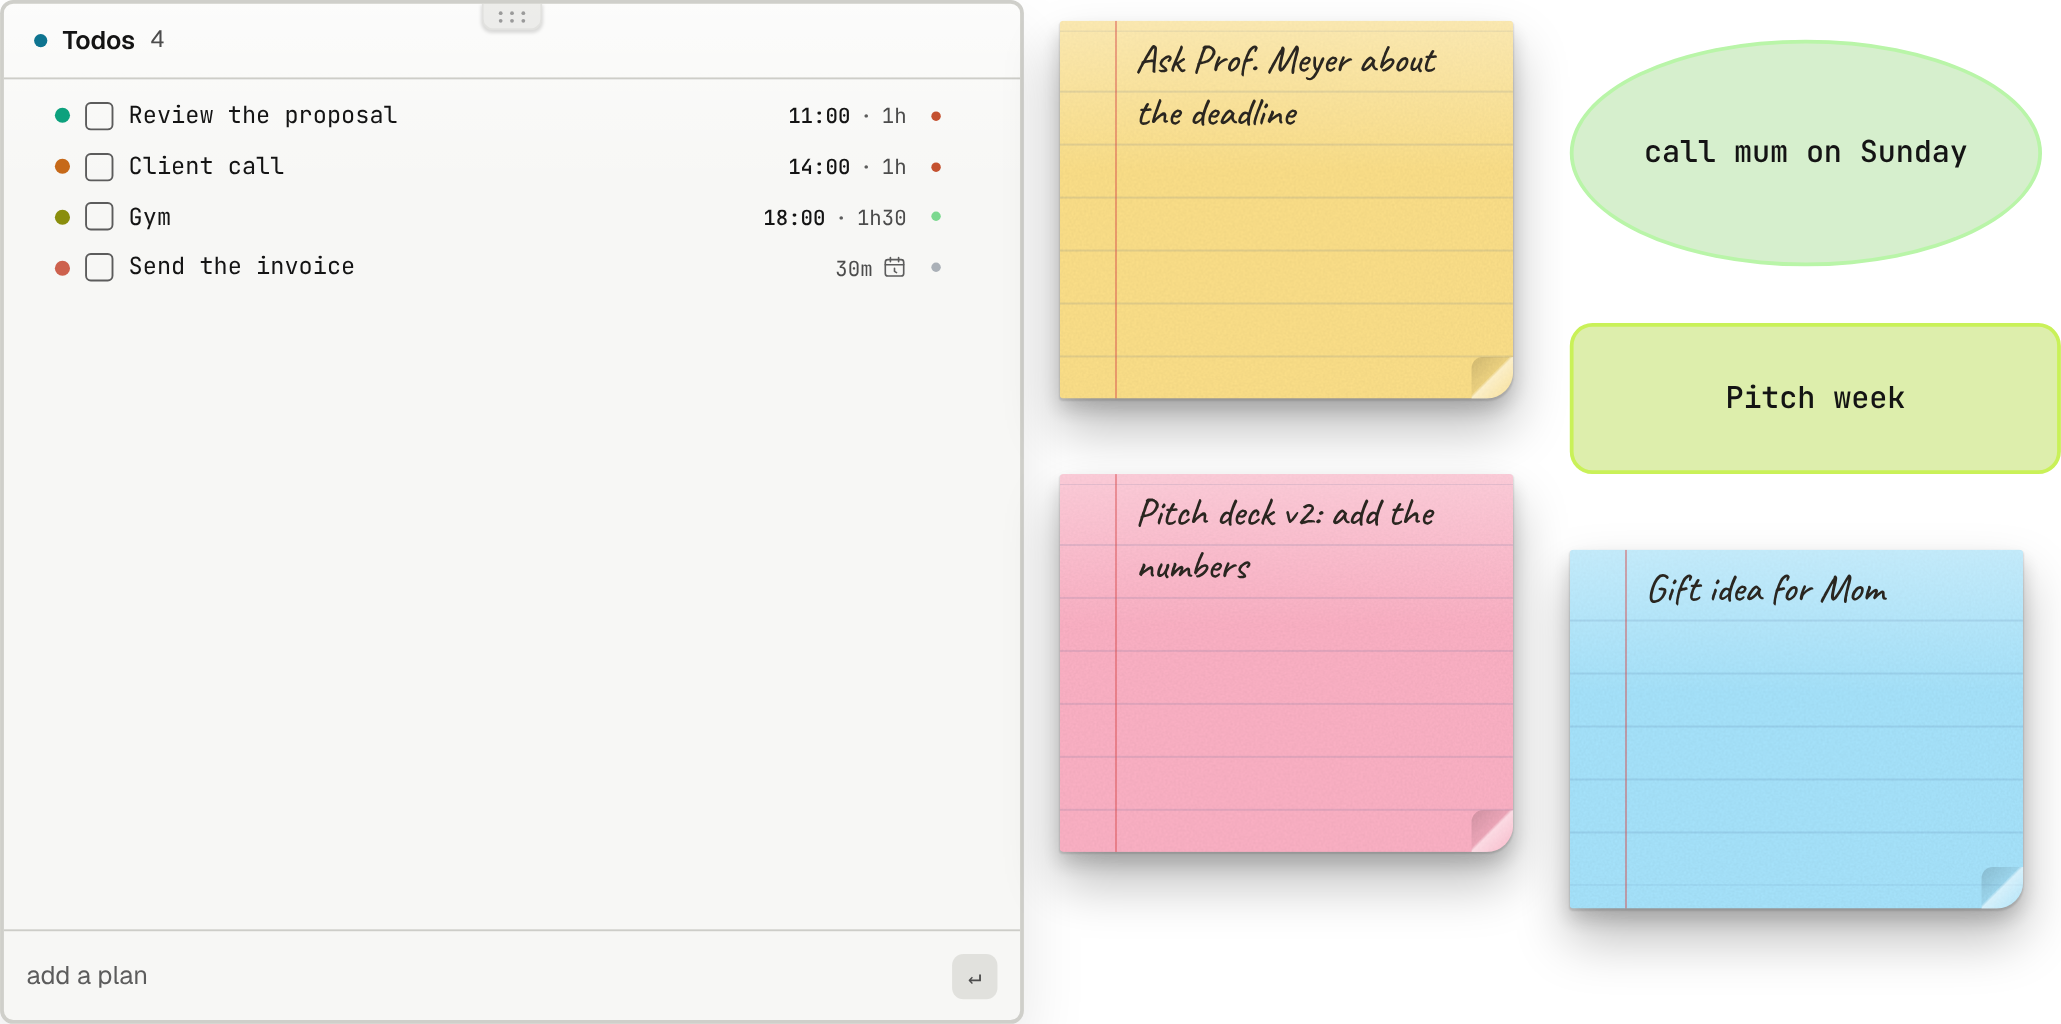 Todos 4
Review the proposal 11:00 · 1h
Client call 14:00 · 1h
Gym 18:00 · 1h30
Send the invoice 30m
add a plan
Ask Prof. Meyer about
the deadline
Pitch deck v2: add the
numbers
call mum on Sunday
Pitch week
Gift idea for Mom